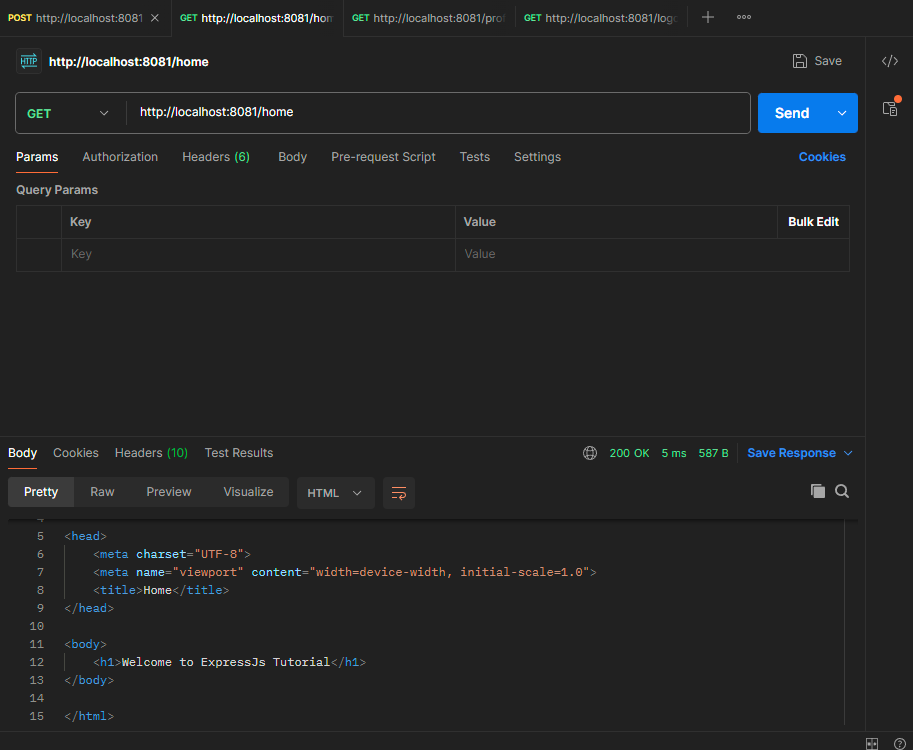 POST http://localhost:8081 GET http://localhost:8081/hom GET http://localhost:8081/prof GET http://localhost:8081/logo
HTTP http://localhost:8081/home Save
GET http://localhost:8081/home Send
Params Authorization Headers (6) Body Pre-request Script Tests Settings Cookies
Query Params
Key Value Bulk Edit
Key Value
Body Cookies Headers (10) Test Results 200 OK 5 ms 587 B Save Response
Pretty Raw Preview Visualize HTML
4
5 <head>
6 <meta charset="UTF-8">
7 <meta name="viewport" content="width=device-width, initial-scale=1.0">
8 <title>Home</title>
9 </head>
10
11 <body>
12 <h1>Welcome to ExpressJs Tutorial</h1>
13 </body>
14
15 </html>